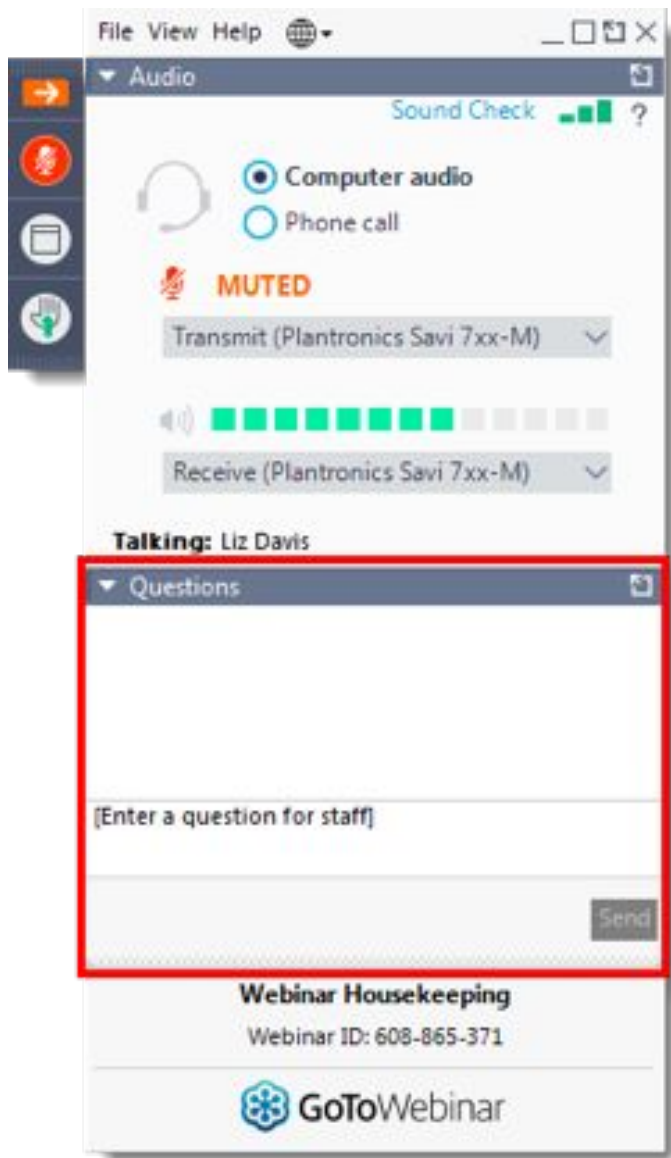 File View Help
Audio
Sound Check ?
Computer audio
Phone call
MUTED
Transmit (Plantronics Savi 7xx-M)
Receive (Plantronics Savi 7xx-M)
Talking: Liz Davis
Questions
[Enter a question for staff]
Send
Webinar Housekeeping
Webinar ID: 608-865-371
GoToWebinar